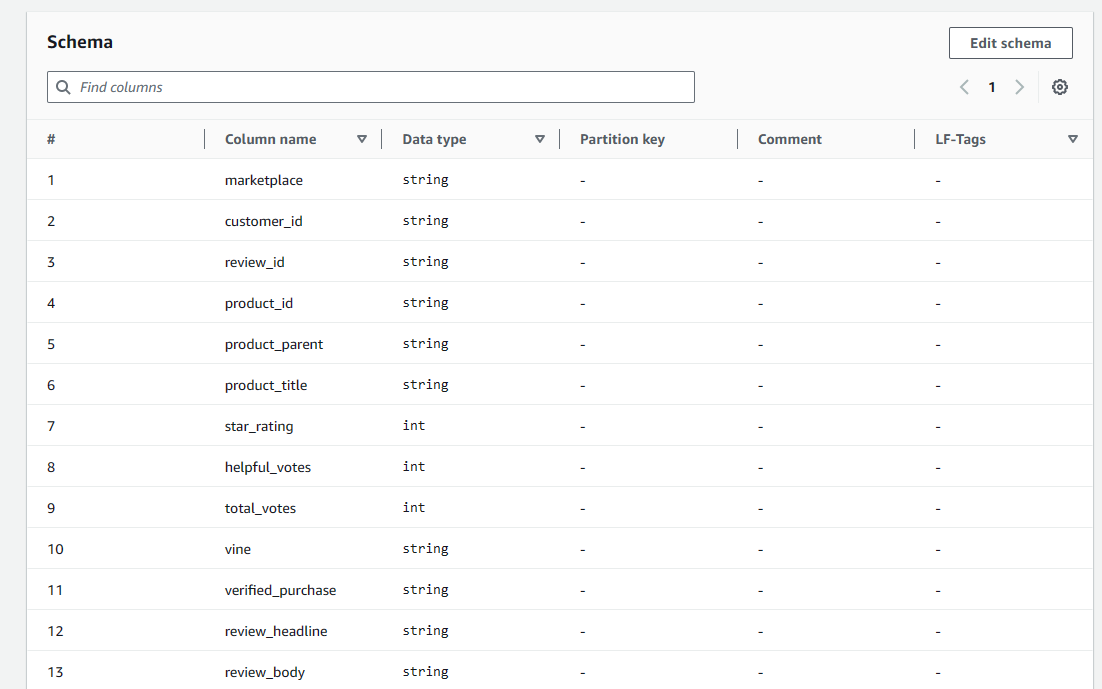 Schema
Edit schema
Find columns
1
# Column name Data type Partition key Comment LF-Tags
1 marketplace string - - -
2 customer_id string - - -
3 review_id string - - -
4 product_id string - - -
5 product_parent string - - -
6 product_title string - - -
7 star_rating int - - -
8 helpful_votes int - - -
9 total_votes int - - -
10 vine string - - -
11 verified_purchase string - - -
12 review_headline string - - -
13 review_body string - - -